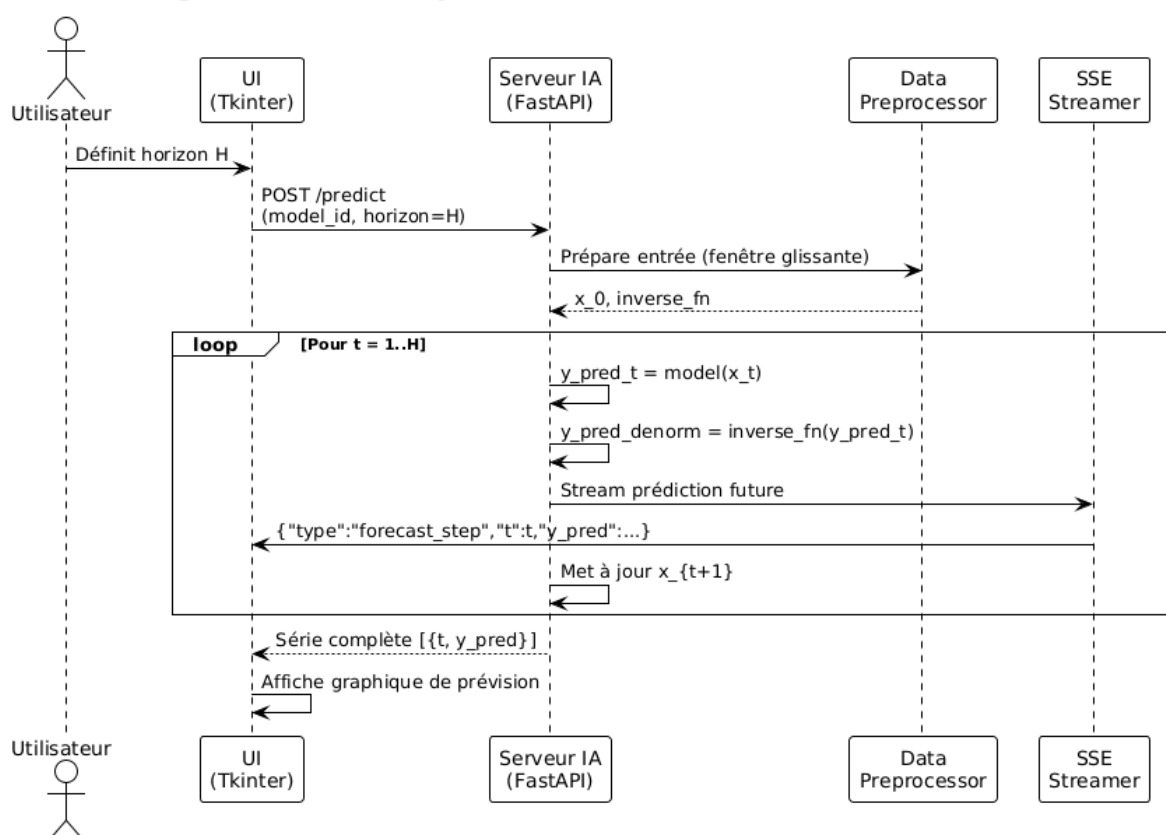 UI
(Tkinter)
Serveur IA
(FastAPI)
Data
Preprocessor
SSE
Streamer
Utilisateur
Définit horizon H
POST /predict
(model_id, horizon=H)
Prépare entrée (fenêtre glissante)
x_0, inverse_fn
loop [Pour t = 1..H]
y_pred_t = model(x_t)
y_pred_denorm = inverse_fn(y_pred_t)
Stream prédiction future
{"type":"forecast_step","t":t,"y_pred":...}
Met à jour x_{t+1}
Série complète [{t, y_pred}]
Affiche graphique de prévision
Utilisateur
UI
(Tkinter)
Serveur IA
(FastAPI)
Data
Preprocessor
SSE
Streamer